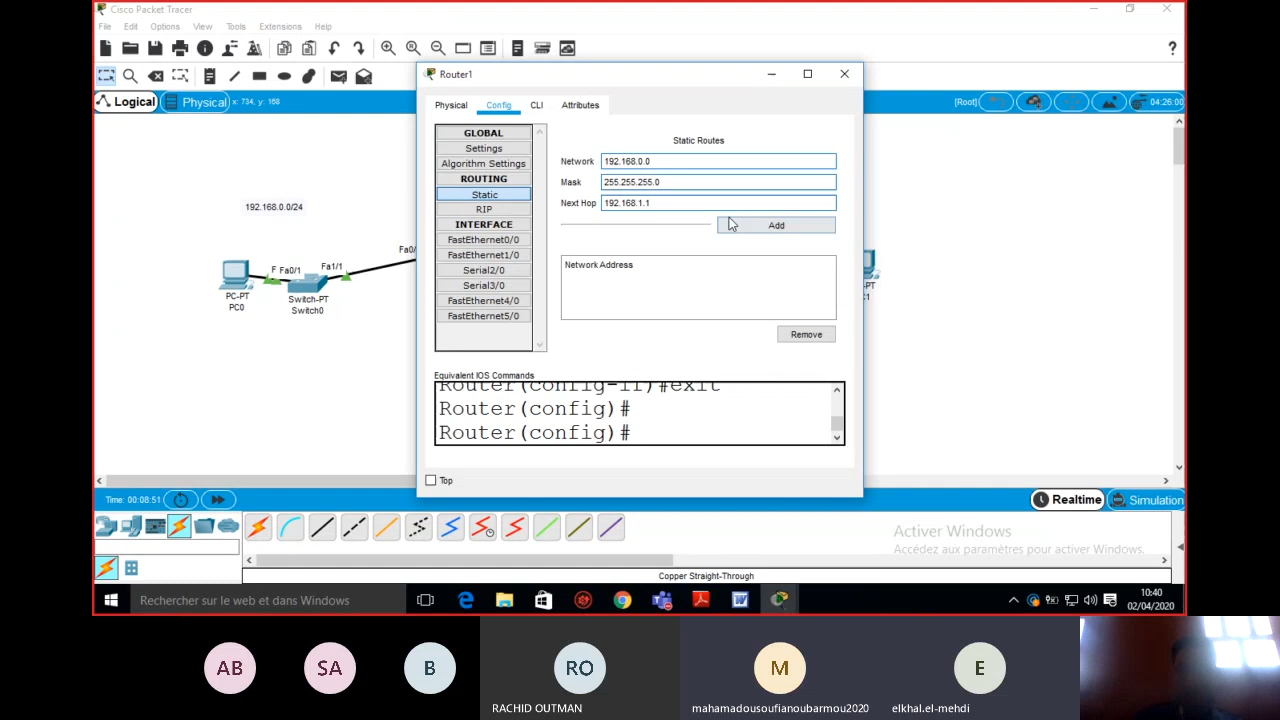 Cisco Packet Tracer
File Edit Options View Tools Extensions Help
Logical Physical x: 734, y: 168 [Root] 04:26:00
Router1
Physical Config CLI Attributes
GLOBAL
Settings
Algorithm Settings
ROUTING
Static
RIP
INTERFACE
FastEthernet0/0
FastEthernet1/0
Serial2/0
Serial3/0
FastEthernet4/0
FastEthernet5/0
Static Routes
Network 192.168.0.0
Mask 255.255.255.0
Next Hop 192.168.1.1
Add
Network Address
Remove
Equivalent IOS Commands
Router(config-if)#exit
Router(config)#
Router(config)#
Top
192.168.0.0/24
Fa0/
F Fa0/1 Fa1/1
PC-PT
PC0
Switch-PT
Switch0
-PT
1
Time: 00:08:51 Realtime Simulation
Activer Windows
Accédez aux paramètres pour activer Windows.
Copper Straight-Through
Rechercher sur le web et dans Windows
10:40
02/04/2020
AB SA B RO M E
RACHID OUTMAN mahamadousoufianoubarmou2020 elkhal.el-mehdi